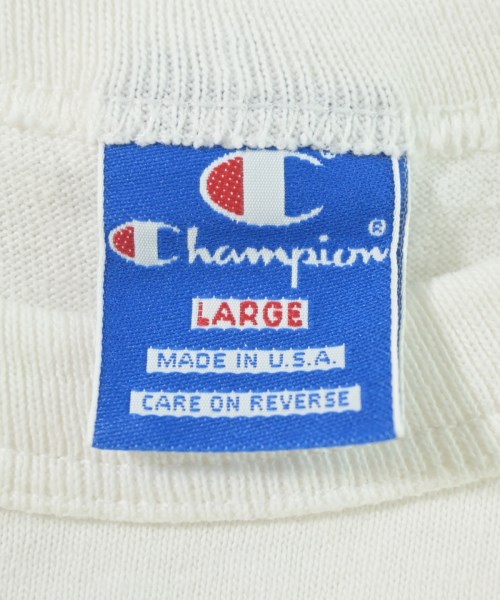 Champion®
LARGE
MADE IN U.S.A.
CARE ON REVERSE